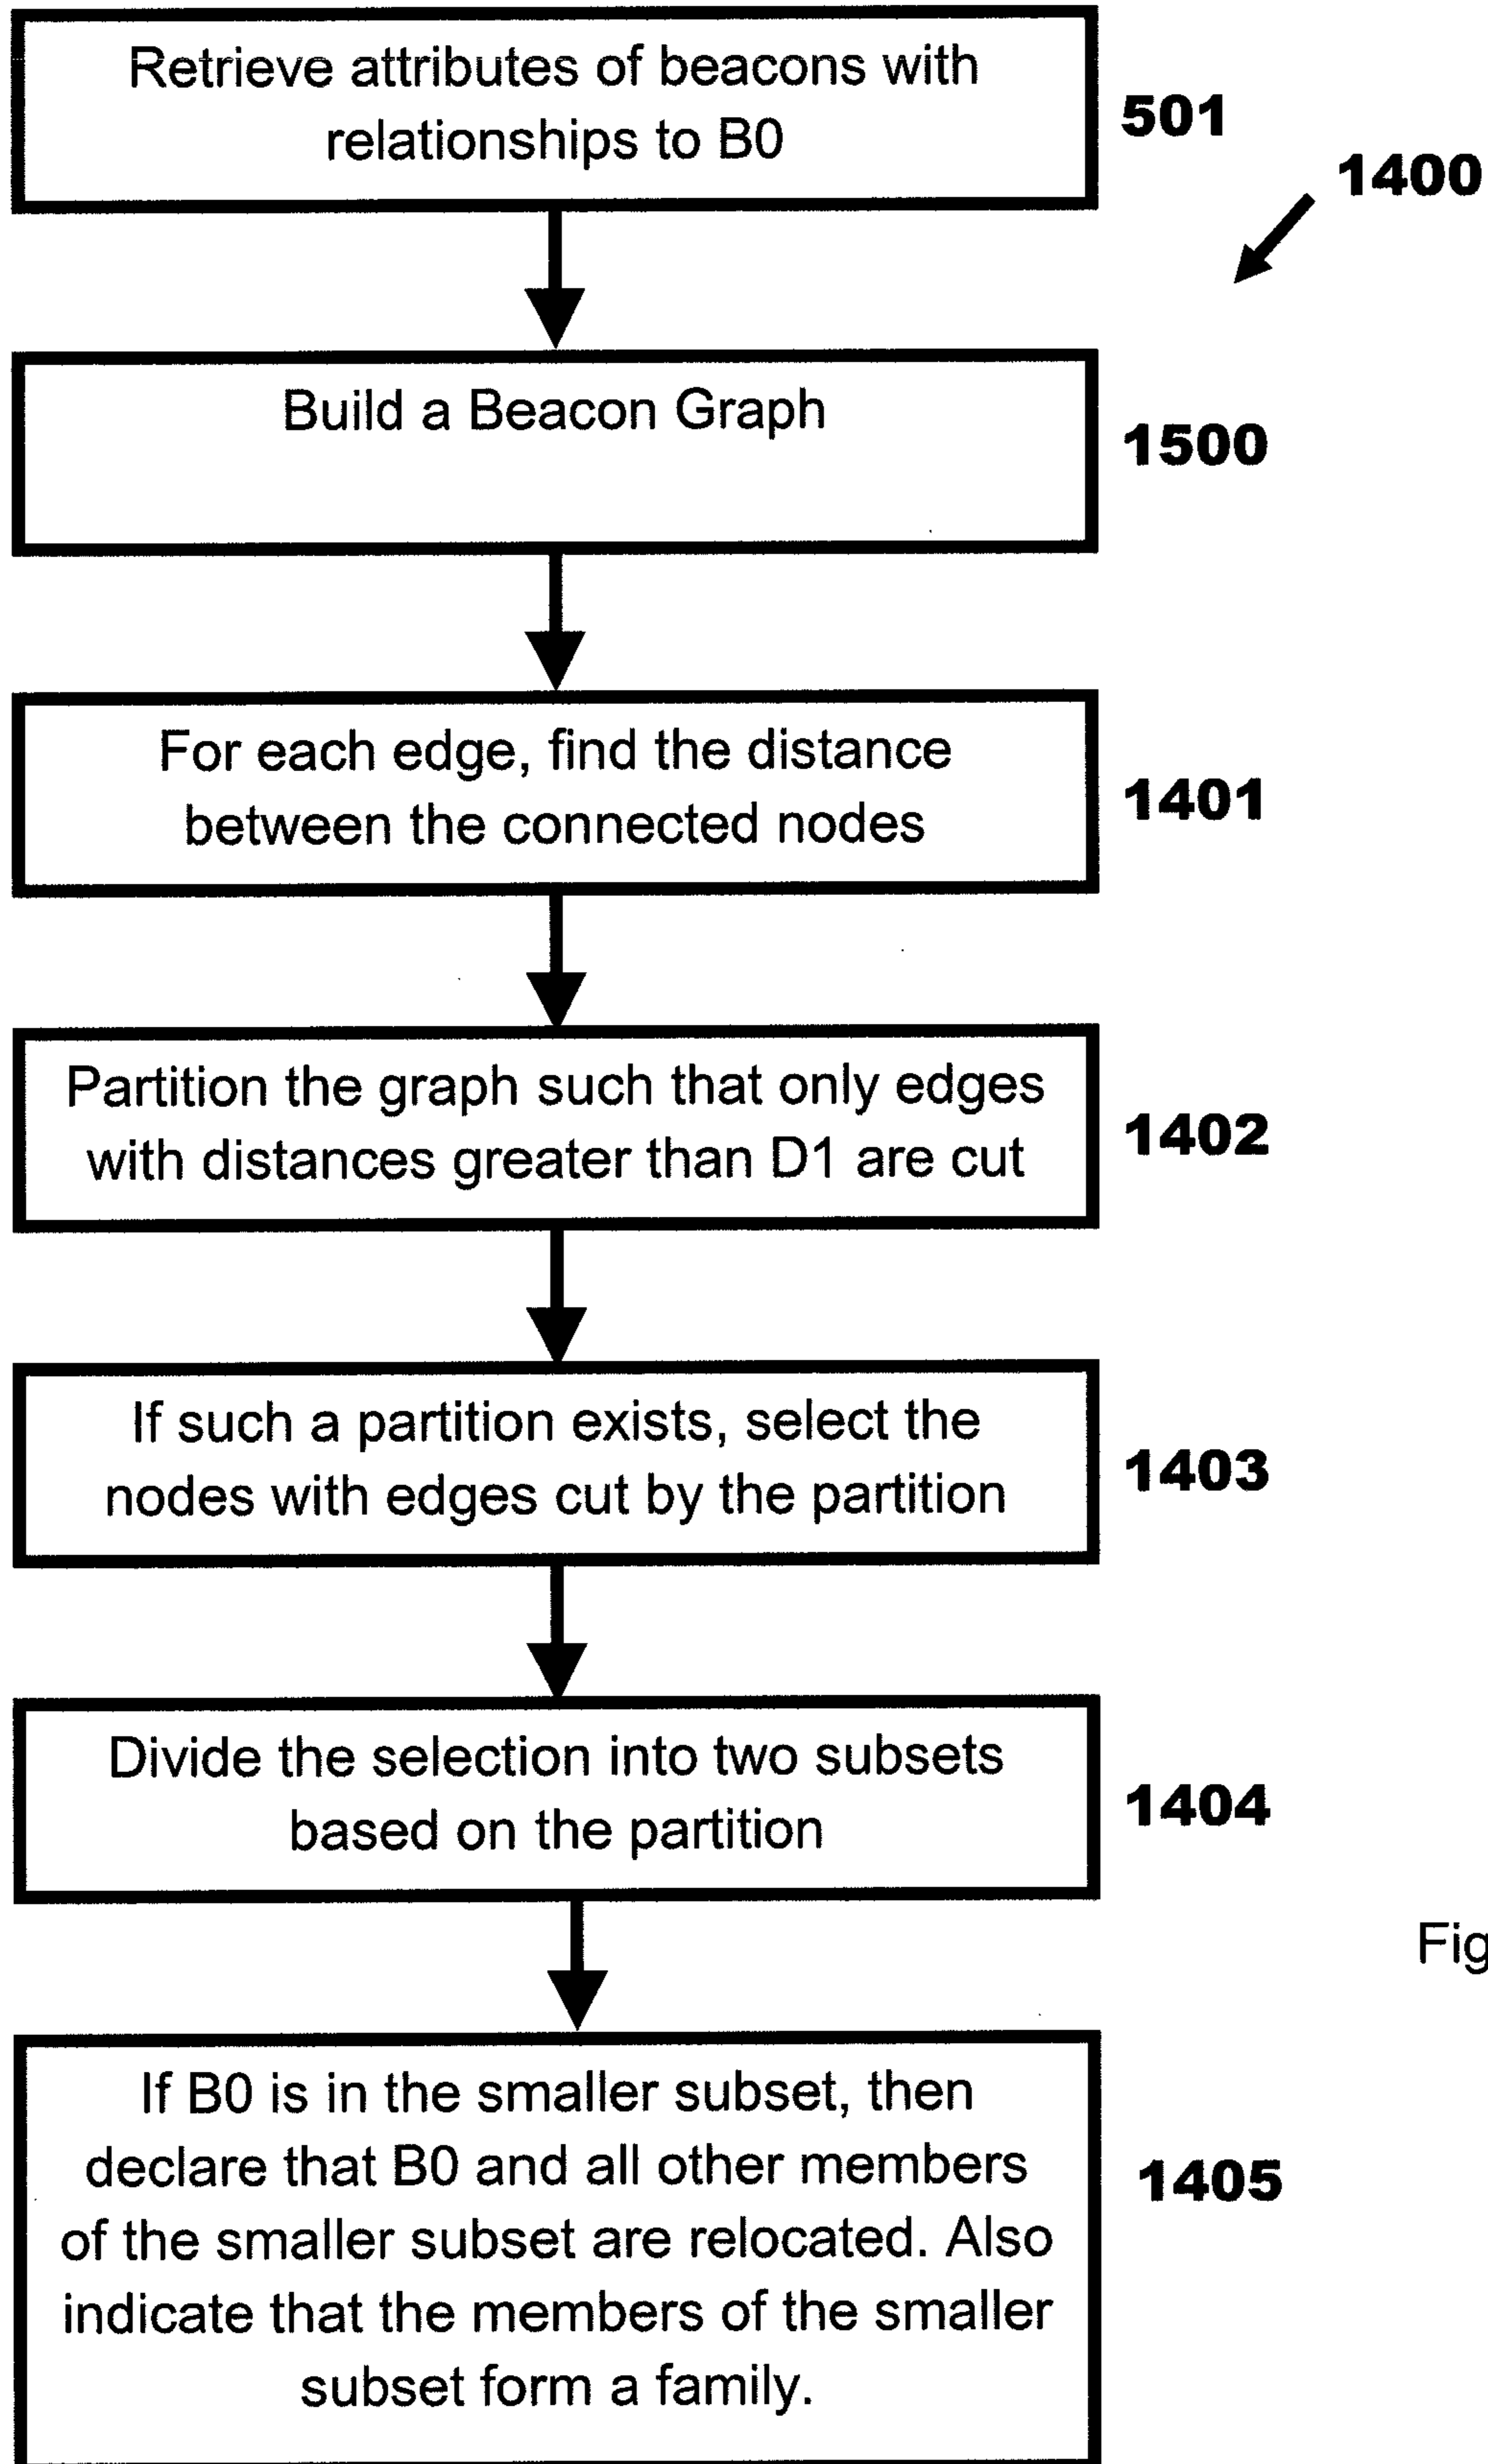 Retrieve attributes of beacons with
relationships to B0
501
1400
Build a Beacon Graph
1500
For each edge, find the distance
between the connected nodes
1401
Partition the graph such that only edges
with distances greater than D1 are cut
1402
If such a partition exists, select the
nodes with edges cut by the partition
1403
Divide the selection into two subsets
based on the partition
1404
Fig
If B0 is in the smaller subset, then
declare that B0 and all other members
of the smaller subset are relocated. Also
indicate that the members of the smaller
subset form a family.
1405